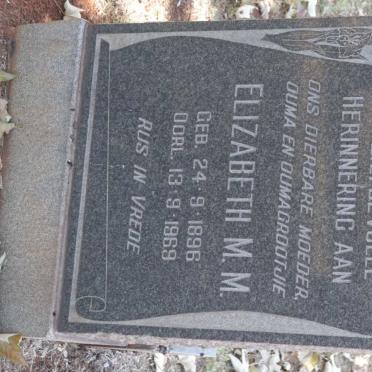 HERINNERING AAN
ONS DIERBARE MOEDER,
OUMA EN OUMAGROOTJIE
ELIZABETH M. M.
GEB. 24·9·1896
OORL. 13·9·1969
RUS IN VREDE